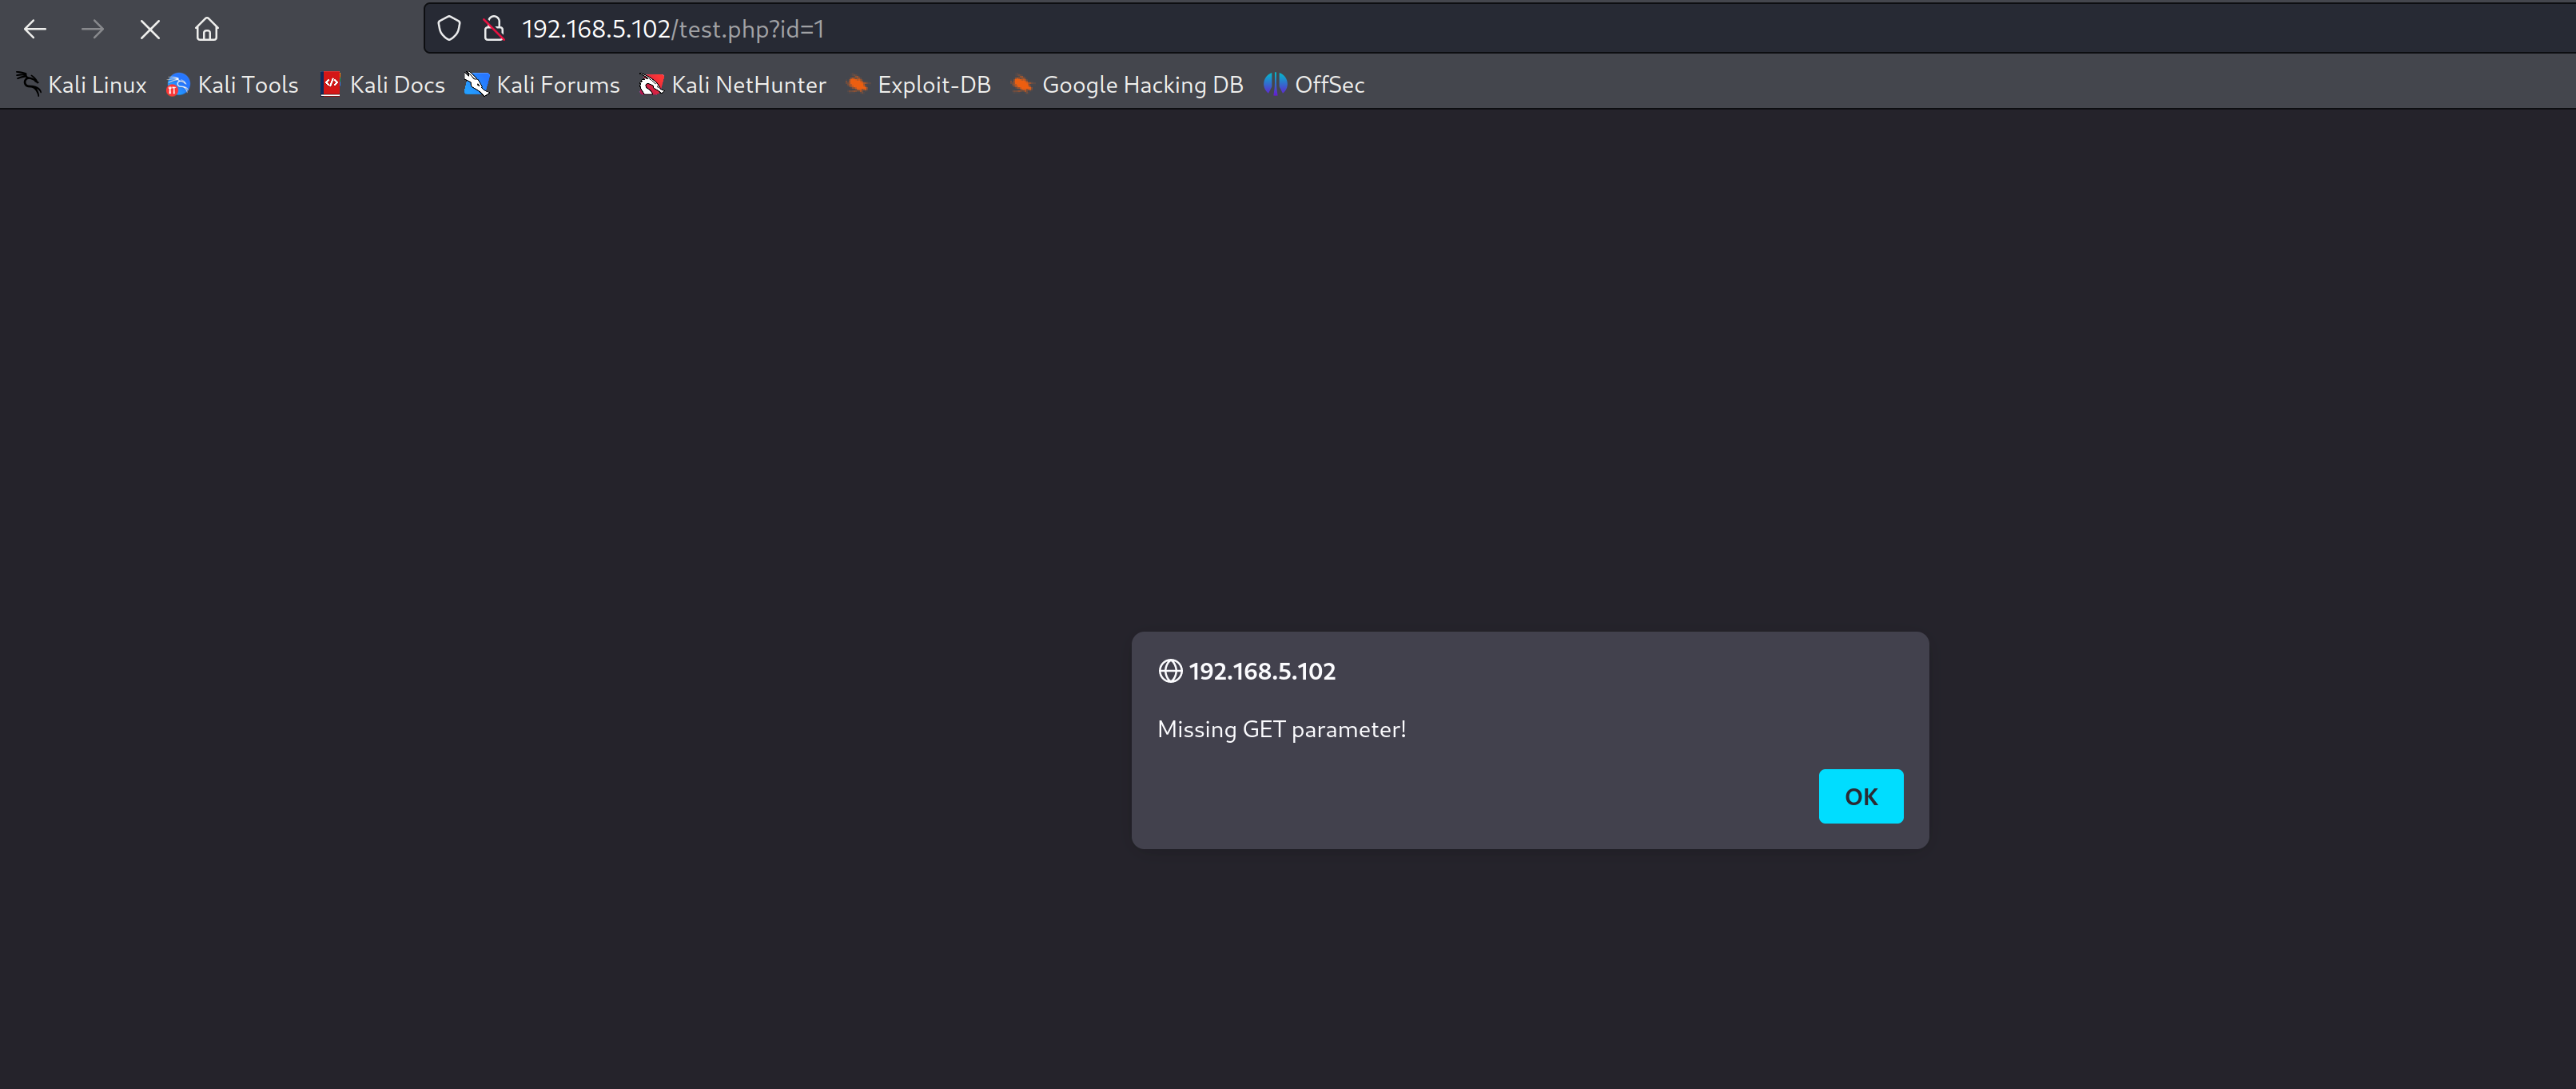 192.168.5.102/test.php?id=1
Kali Linux Kali Tools Kali Docs Kali Forums Kali NetHunter Exploit-DB Google Hacking DB OffSec
192.168.5.102
Missing GET parameter!
OK